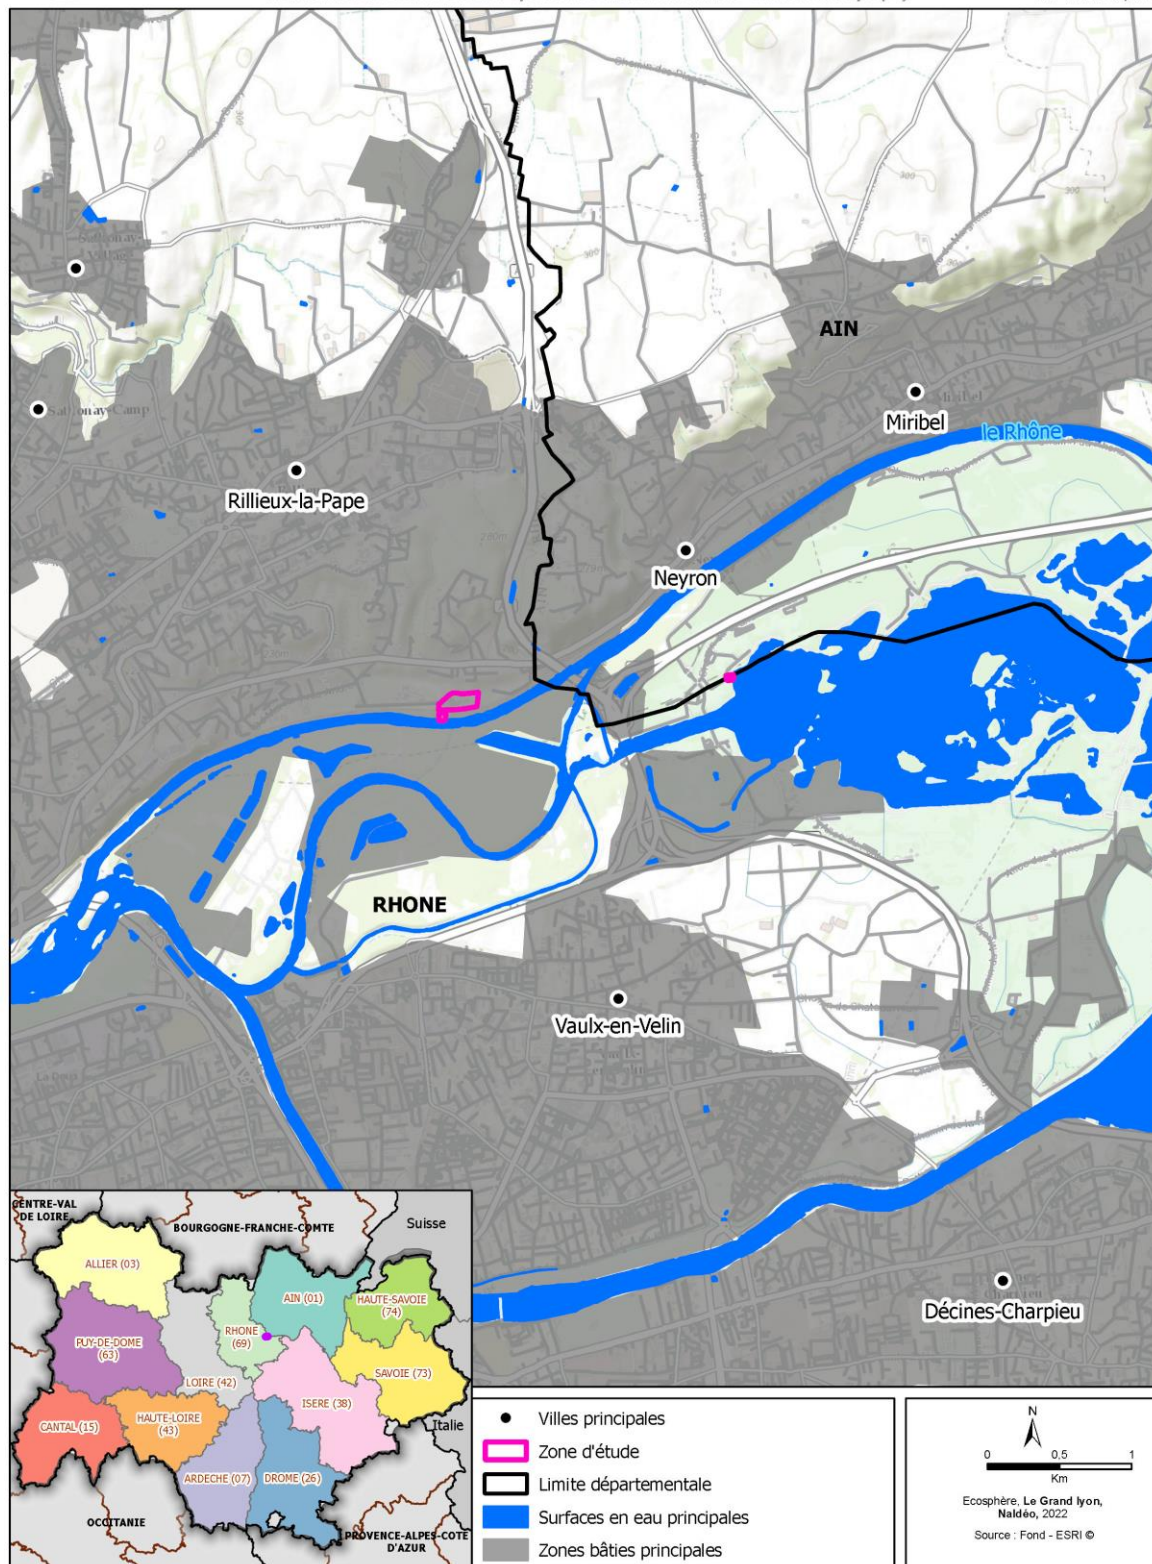 AIN
Miribel
le Rhône
Sathonay-Camp
Rillieux-la-Pape
Neyron
RHONE
Vaulx-en-Velin
Décines-Charpieu
CENTRE-VAL
DE LOIRE
BOURGOGNE-FRANCHE-COMTE
Suisse
ALLIER (03)
AIN (01)
HAUTE-SAVOIE
(74)
RHONE
(69)
PUY-DE-DOME
(63)
LOIRE (42)
SAVOIE (73)
ISERE (38)
CANTAL (15)
HAUTE-LOIRE
(43)
Italie
ARDECHE (07)
DROME (26)
OCCITANIE
PROVENCE-ALPES-COTE
D'AZUR
Villes principales
Zone d'étude
Limite départementale
Surfaces en eau principales
Zones bâties principales
N
0 0,5 1
Km
Ecosphère, Le Grand lyon,
Naldéo, 2022
Source : Fond - ESRI ©